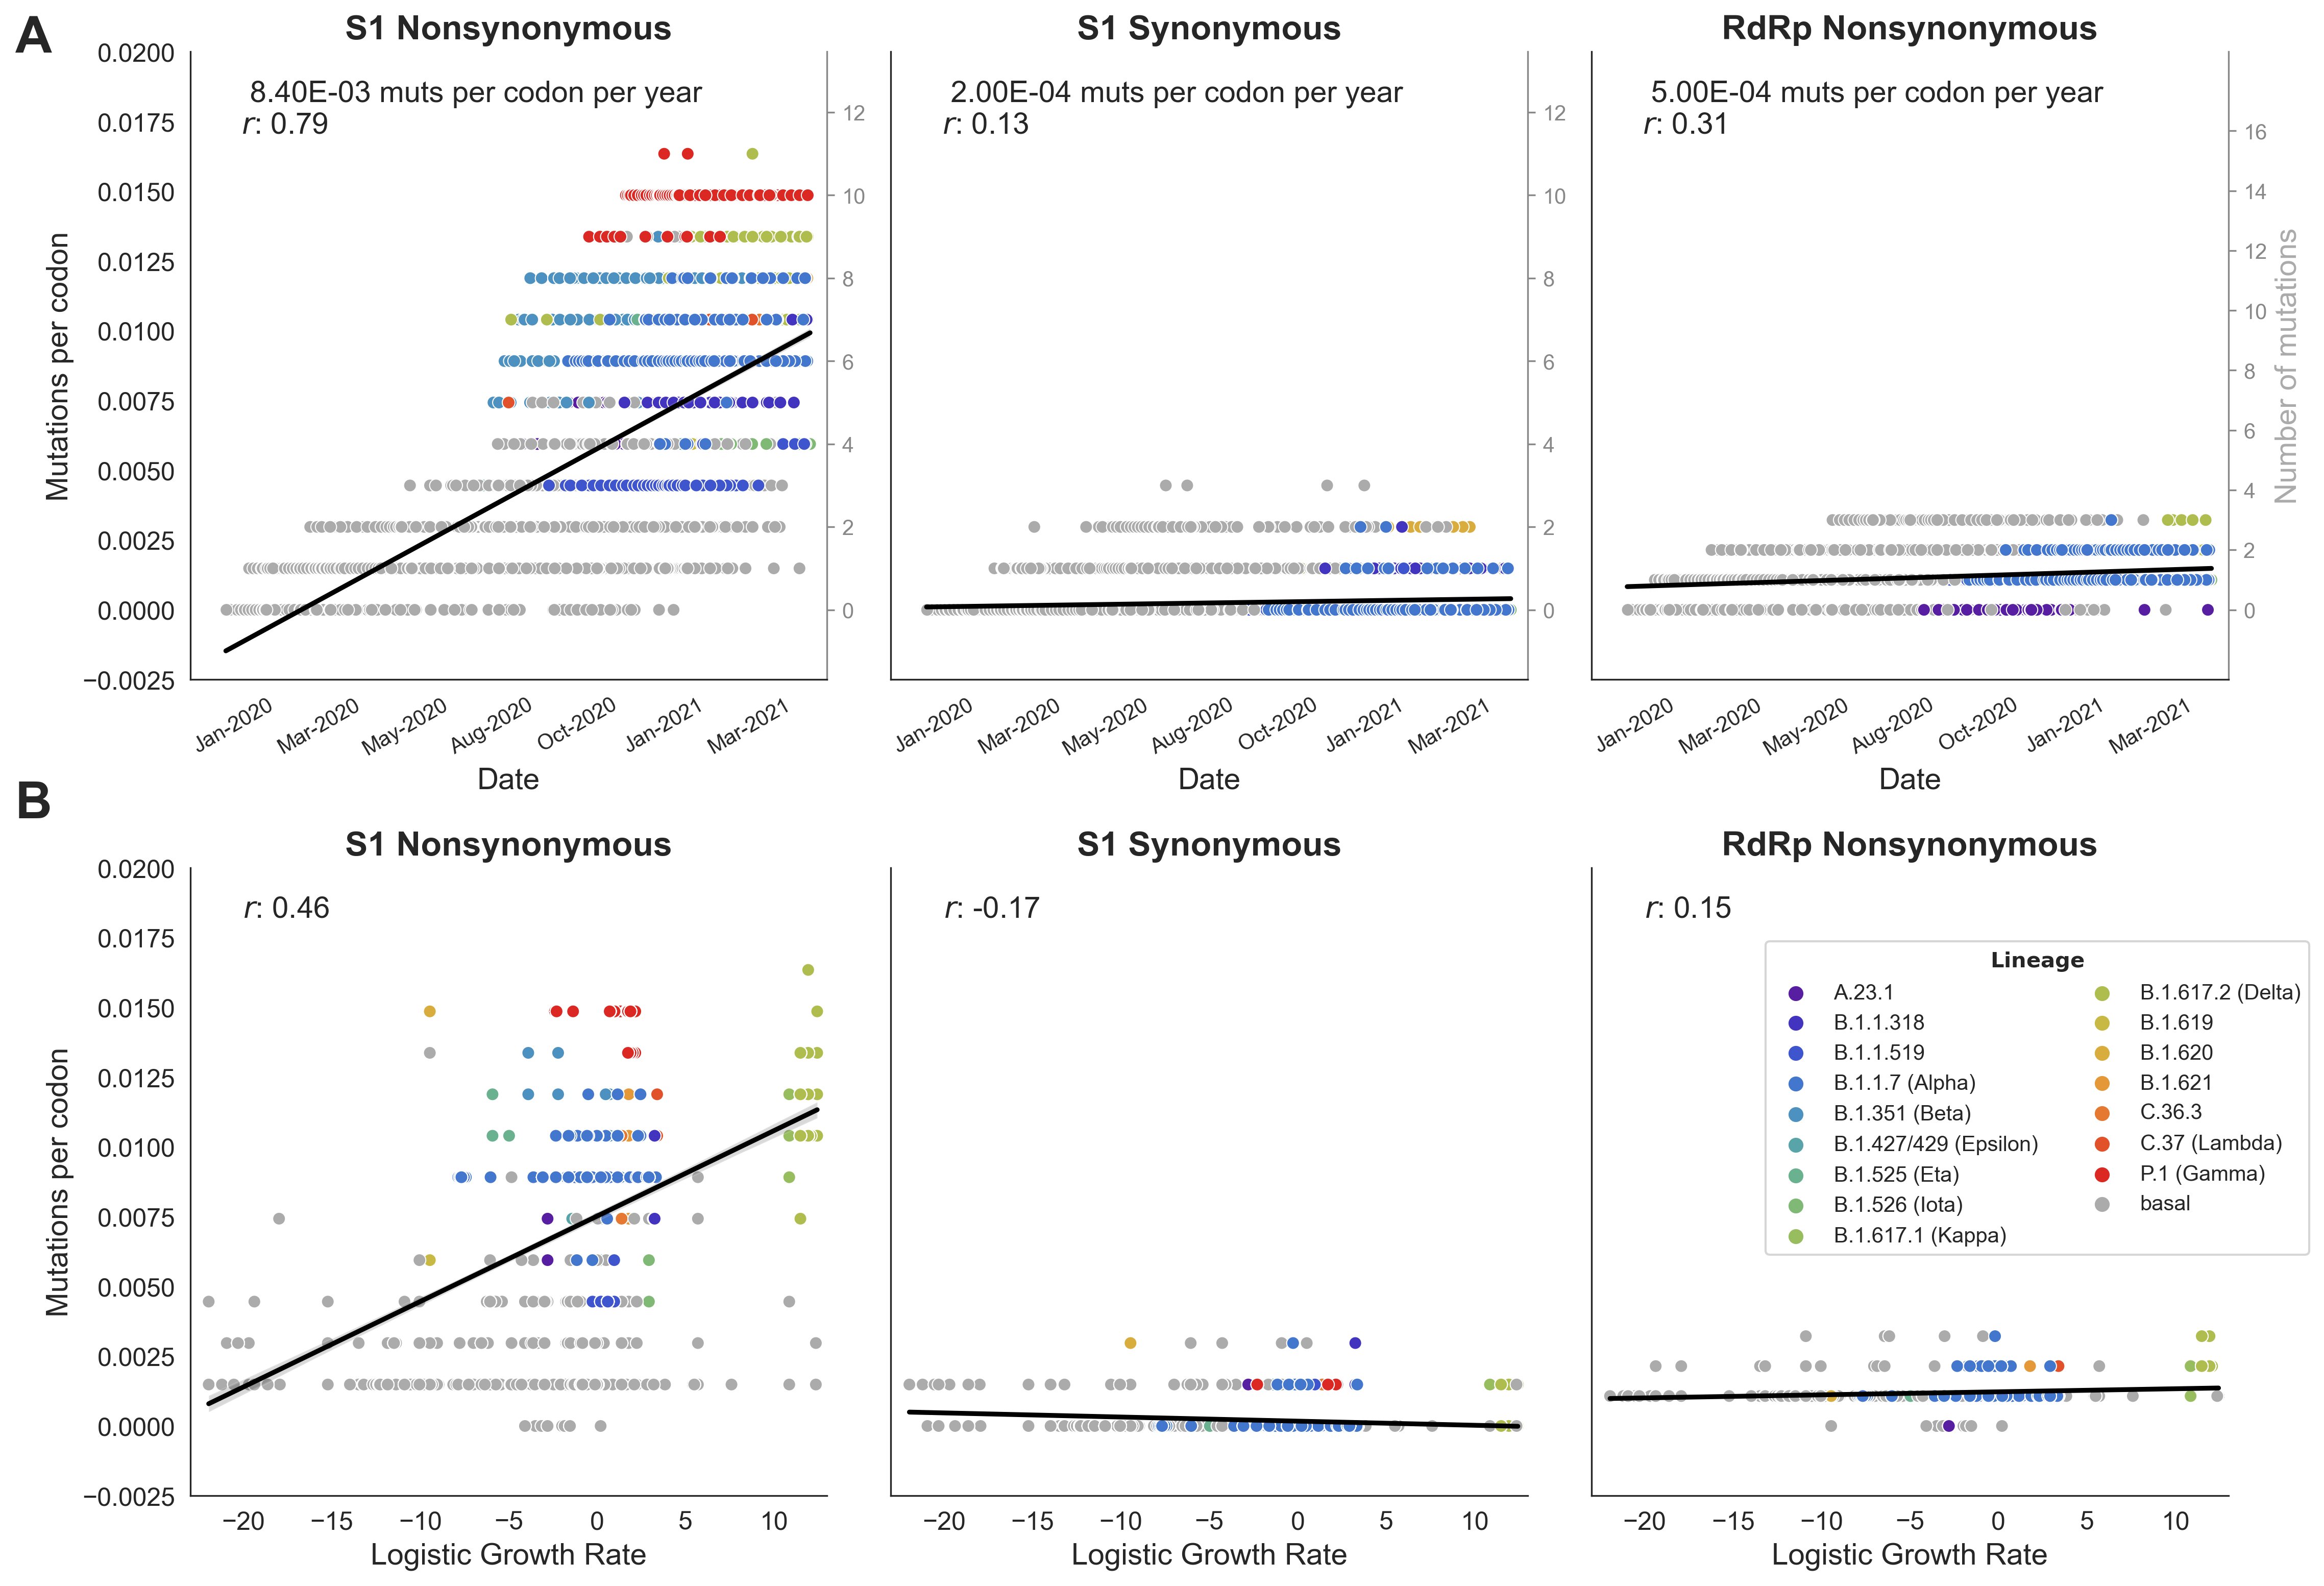 A
S1 Nonsynonymous
S1 Synonymous
RdRp Nonsynonymous
8.40E-03 muts per codon per year
r: 0.79
2.00E-04 muts per codon per year
r: 0.13
5.00E-04 muts per codon per year
r: 0.31
Mutations per codon
0.0200
0.0175
0.0150
0.0125
0.0100
0.0075
0.0050
0.0025
0.0000
−0.0025
12
10
8
6
4
2
0
12
10
8
6
4
2
0
16
14
12
10
8
6
4
2
0
Number of mutations
Jan-2020
Mar-2020
May-2020
Aug-2020
Oct-2020
Jan-2021
Mar-2021
Date
Jan-2020
Mar-2020
May-2020
Aug-2020
Oct-2020
Jan-2021
Mar-2021
Date
Jan-2020
Mar-2020
May-2020
Aug-2020
Oct-2020
Jan-2021
Mar-2021
Date
B
S1 Nonsynonymous
S1 Synonymous
RdRp Nonsynonymous
r: 0.46
r: -0.17
r: 0.15
Mutations per codon
0.0200
0.0175
0.0150
0.0125
0.0100
0.0075
0.0050
0.0025
0.0000
−0.0025
Lineage
A.23.1
B.1.1.318
B.1.1.519
B.1.1.7 (Alpha)
B.1.351 (Beta)
B.1.427/429 (Epsilon)
B.1.525 (Eta)
B.1.526 (Iota)
B.1.617.1 (Kappa)
B.1.617.2 (Delta)
B.1.619
B.1.620
B.1.621
C.36.3
C.37 (Lambda)
P.1 (Gamma)
basal
−20 −15 −10 −5 0 5 10
Logistic Growth Rate
−20 −15 −10 −5 0 5 10
Logistic Growth Rate
−20 −15 −10 −5 0 5 10
Logistic Growth Rate